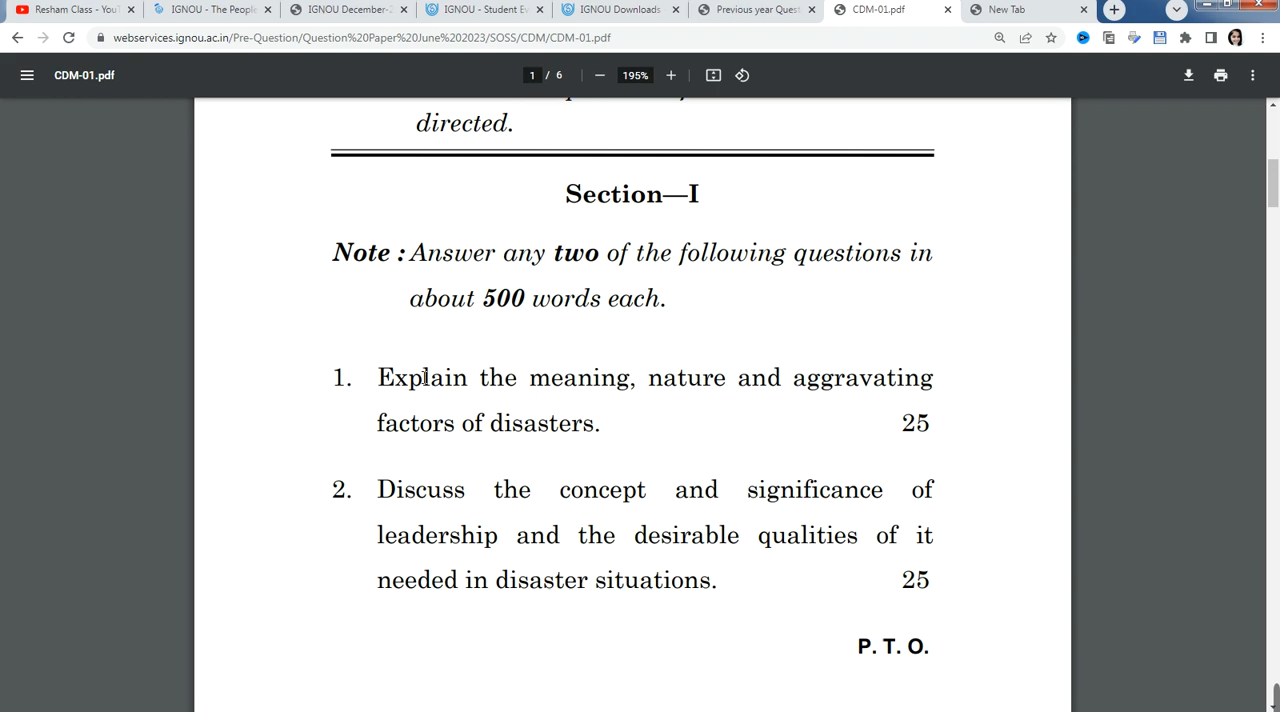 Resham Class - You
IGNOU - The People
IGNOU December-2
IGNOU - Student Ev
IGNOU Downloads
Previous year Quest
CDM-01.pdf
New Tab
webservices.ignou.ac.in/Pre-Question/Question%20Paper%20June%202023/SOSS/CDM/CDM-01.pdf
CDM-01.pdf
1 / 6
195%
directed.
Section—I
Note : Answer any two of the following questions in
about 500 words each.
1. Explain the meaning, nature and aggravating
factors of disasters. 25
2. Discuss the concept and significance of
leadership and the desirable qualities of it
needed in disaster situations. 25
P. T. O.